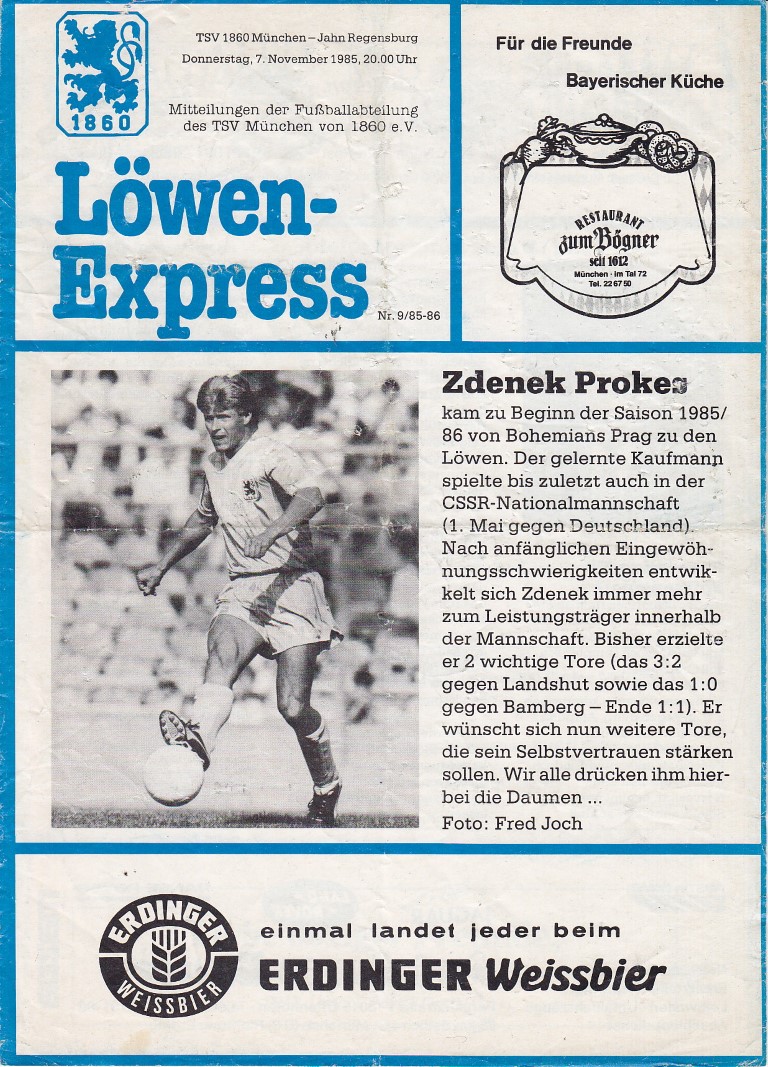 1860
TSV 1860 München – Jahn Regensburg
Donnerstag, 7. November 1985, 20.00 Uhr
Mitteilungen der Fußballabteilung
des TSV München von 1860 e.V.
Löwen-
Express
Nr. 9/85-86
Für die Freunde
Bayerischer Küche
RESTAURANT
zum Bögner
seit 1612
München · Im Tal 72
Tel. 22 67 50
Zdenek Prokes
kam zu Beginn der Saison 1985/
86 von Bohemians Prag zu den
Löwen. Der gelernte Kaufmann
spielte bis zuletzt auch in der
CSSR-Nationalmannschaft
(1. Mai gegen Deutschland).
Nach anfänglichen Eingewöh-
nungsschwierigkeiten entwik-
kelt sich Zdenek immer mehr
zum Leistungsträger innerhalb
der Mannschaft. Bisher erzielte
er 2 wichtige Tore (das 3:2
gegen Landshut sowie das 1:0
gegen Bamberg – Ende 1:1). Er
wünscht sich nun weitere Tore,
die sein Selbstvertrauen stärken
sollen. Wir alle drücken ihm hier-
bei die Daumen ...
Foto: Fred Joch
ERDINGER
WEISSBIER
einmal landet jeder beim
ERDINGER Weissbier